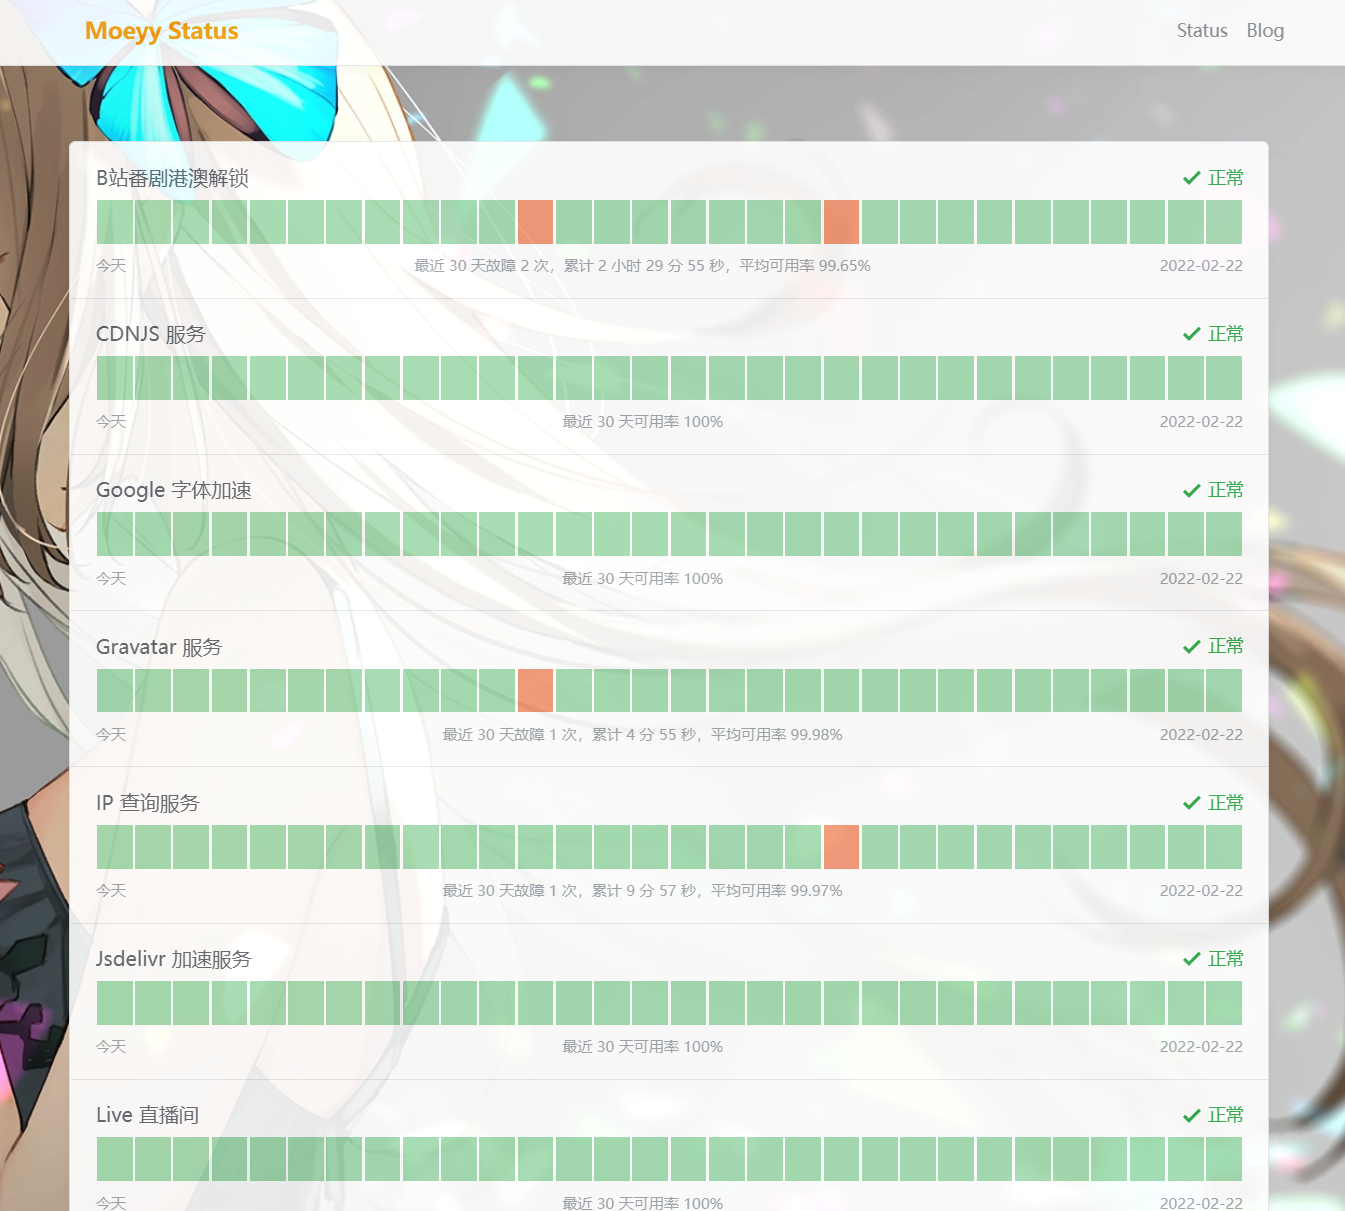 Moeyy Status
Status Blog
B站番剧港澳解锁 正常
今天 最近 30 天故障 2 次，累计 2 小时 29 分 55 秒，平均可用率 99.65% 2022-02-22
CDNJS 服务 正常
今天 最近 30 天可用率 100% 2022-02-22
Google 字体加速 正常
今天 最近 30 天可用率 100% 2022-02-22
Gravatar 服务 正常
今天 最近 30 天故障 1 次，累计 4 分 55 秒，平均可用率 99.98% 2022-02-22
IP 查询服务 正常
今天 最近 30 天故障 1 次，累计 9 分 57 秒，平均可用率 99.97% 2022-02-22
Jsdelivr 加速服务 正常
今天 最近 30 天可用率 100% 2022-02-22
Live 直播间 正常
今天 最近 30 天可用率 100% 2022-02-22